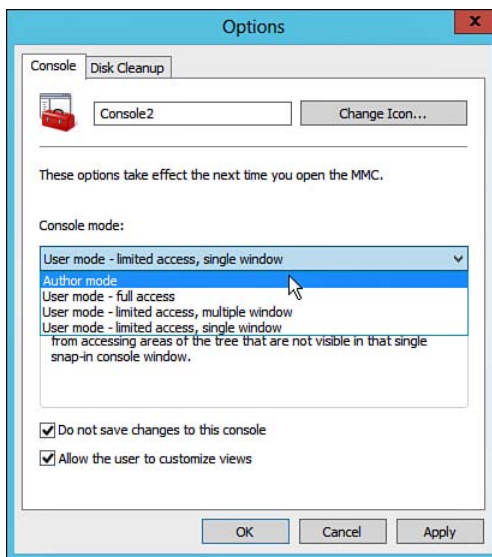 Options
x
Console
Disk Cleanup
Console2
Change Icon...
These options take effect the next time you open the MMC.
Console mode:
User mode - limited access, single window
Author mode
User mode - full access
User mode - limited access, multiple window
User mode - limited access, single window
from accessing areas of the tree that are not visible in that single
snap-in console window.
Do not save changes to this console
Allow the user to customize views
OK
Cancel
Apply